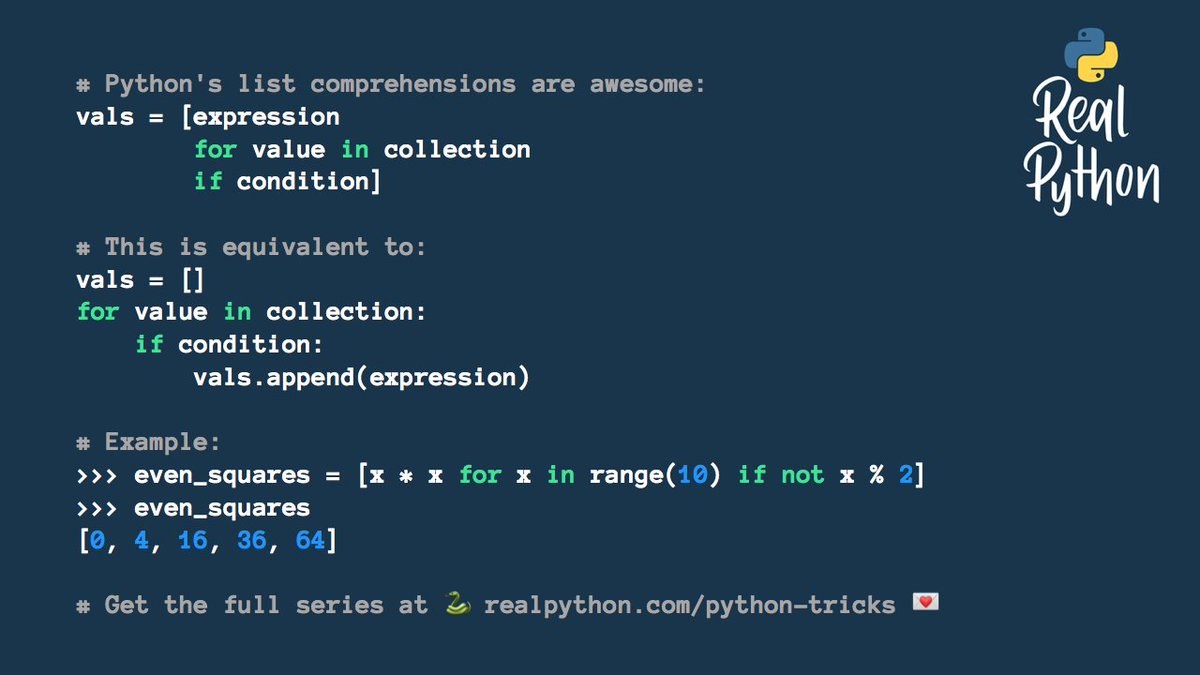 # Python's list comprehensions are awesome:
vals = [expression
        for value in collection
        if condition]
# This is equivalent to:
vals = []
for value in collection:
    if condition:
        vals.append(expression)
# Example:
>>> even_squares = [x * x for x in range(10) if not x % 2]
>>> even_squares
[0, 4, 16, 36, 64]
# Get the full series at 🐍 realpython.com/python-tricks 💌
Real
Python